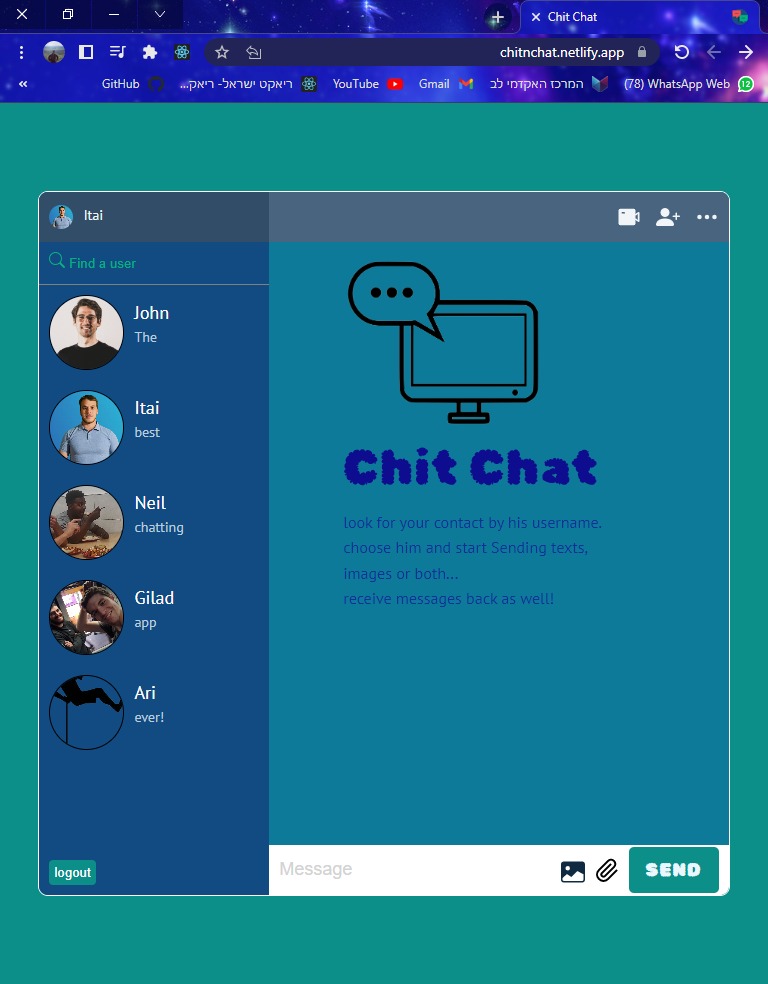 Chit Chat
chitnchat.netlify.app
«
GitHub
ריאקט ישראל- ריאק...
YouTube
Gmail
המרכז האקדמי לב
(78) WhatsApp Web
12
Itai
Find a user
John
The
Itai
best
Neil
chatting
Gilad
app
Ari
ever!
logout
Chit Chat
look for your contact by his username.
choose him and start Sending texts,
images or both...
receive messages back as well!
Message
SEND